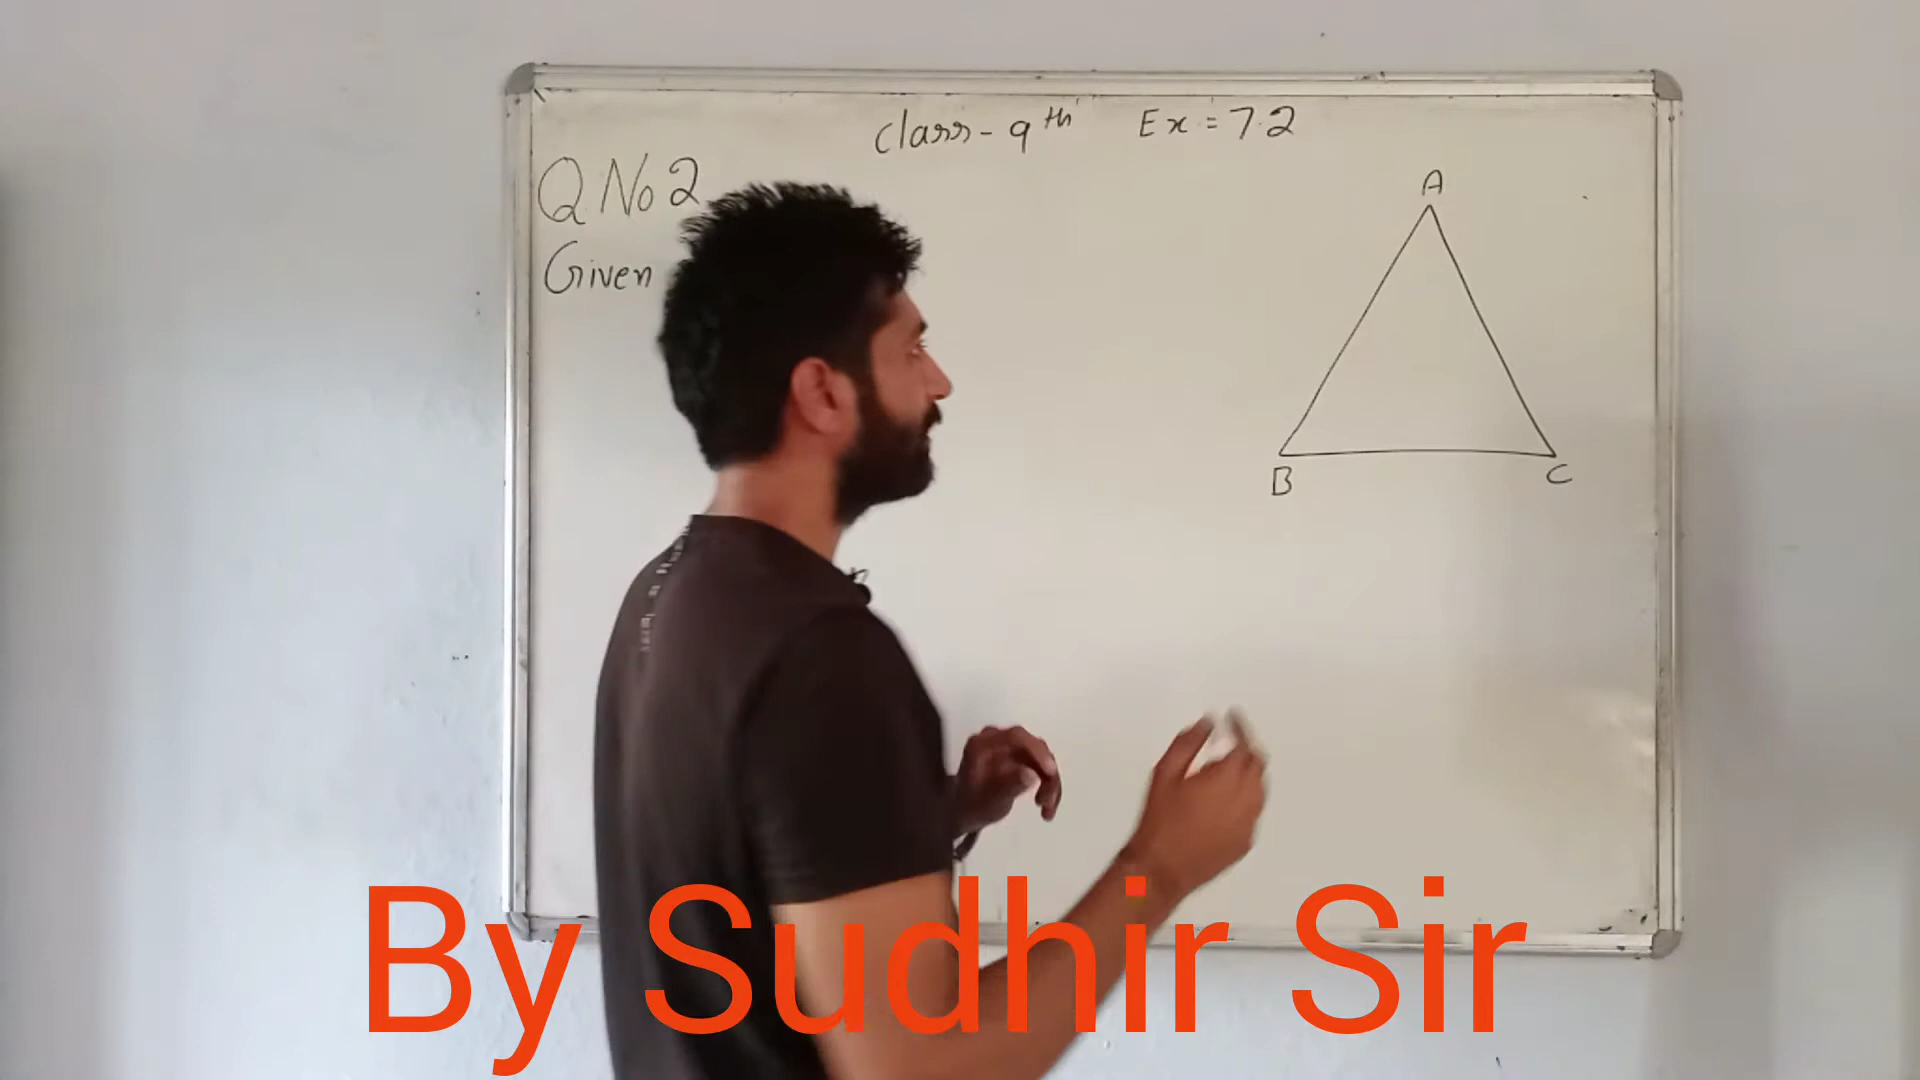 Class - 9th Ex = 7.2
Q. No 2
Given
A
B
C
By Sudhir Sir